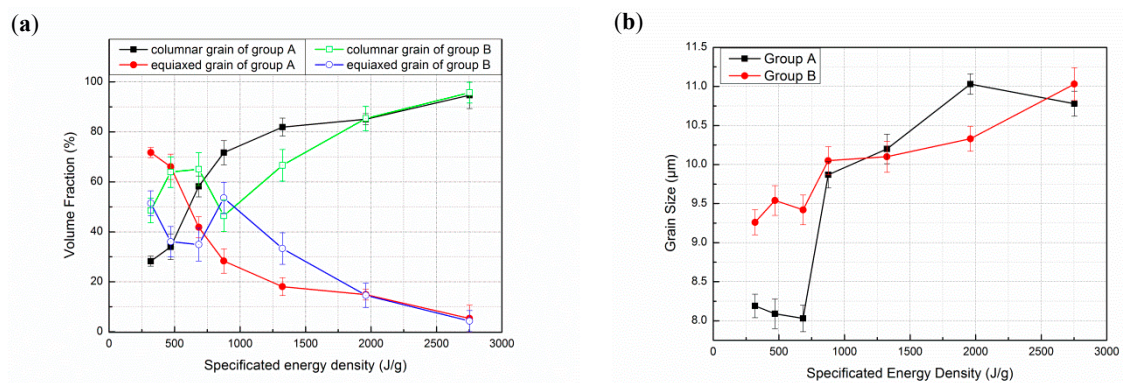 (a)
columnar grain of group A
columnar grain of group B
equiaxed grain of group A
equiaxed grain of group B
100
80
60
40
20
0
Volume Fraction (%)
0
500
1000
1500
2000
2500
3000
Specificated energy density (J/g)
(b)
Group A
Group B
11.5
11.0
10.5
10.0
9.5
9.0
8.5
8.0
Grain Size (μm)
0
500
1000
1500
2000
2500
3000
Specificated Energy Density (J/g)